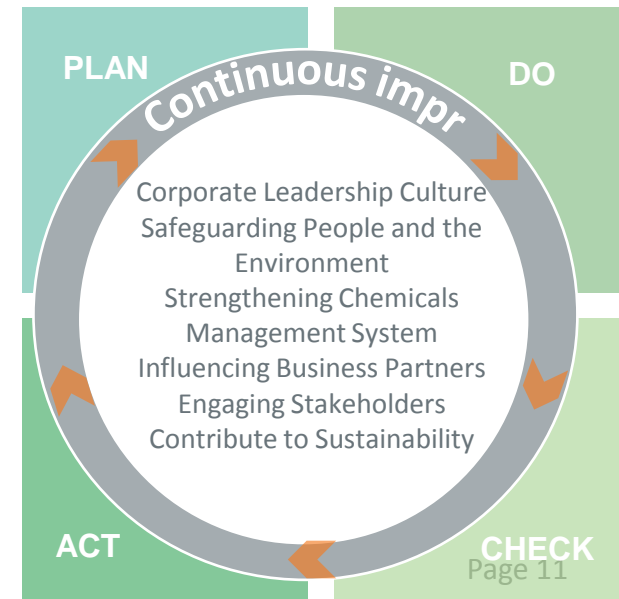 PLAN
DO
Continuous impr
Corporate Leadership Culture
Safeguarding People and the
Environment
Strengthening Chemicals
Management System
Influencing Business Partners
Engaging Stakeholders
Contribute to Sustainability
ACT
CHECK
Page 11